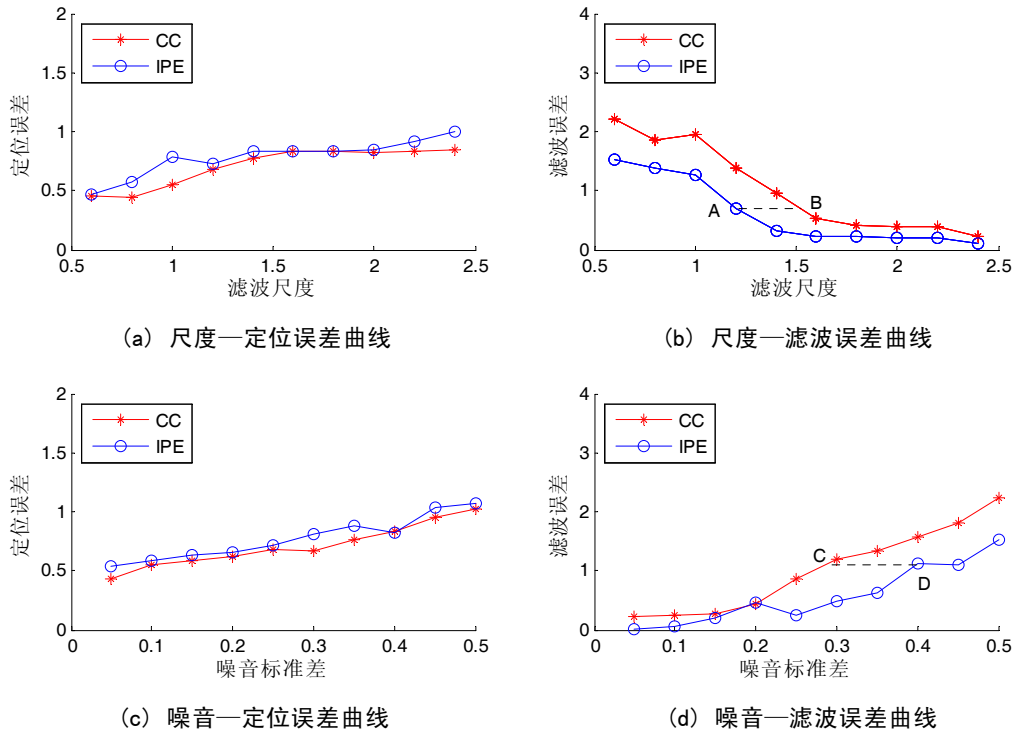 2
1.5
1
0.5
0
CC
IPE
定位误差
0.5
1
1.5
2
2.5
滤波尺度
(a) 尺度—定位误差曲线
4
3
2
1
0
CC
IPE
滤波误差
A
B
0.5
1
1.5
2
2.5
滤波尺度
(b) 尺度—滤波误差曲线
2
1.5
1
0.5
0
CC
IPE
定位误差
0
0.1
0.2
0.3
0.4
0.5
噪音标准差
(c) 噪音—定位误差曲线
4
3
2
1
0
CC
IPE
滤波误差
C
D
0
0.1
0.2
0.3
0.4
0.5
噪音标准差
(d) 噪音—滤波误差曲线